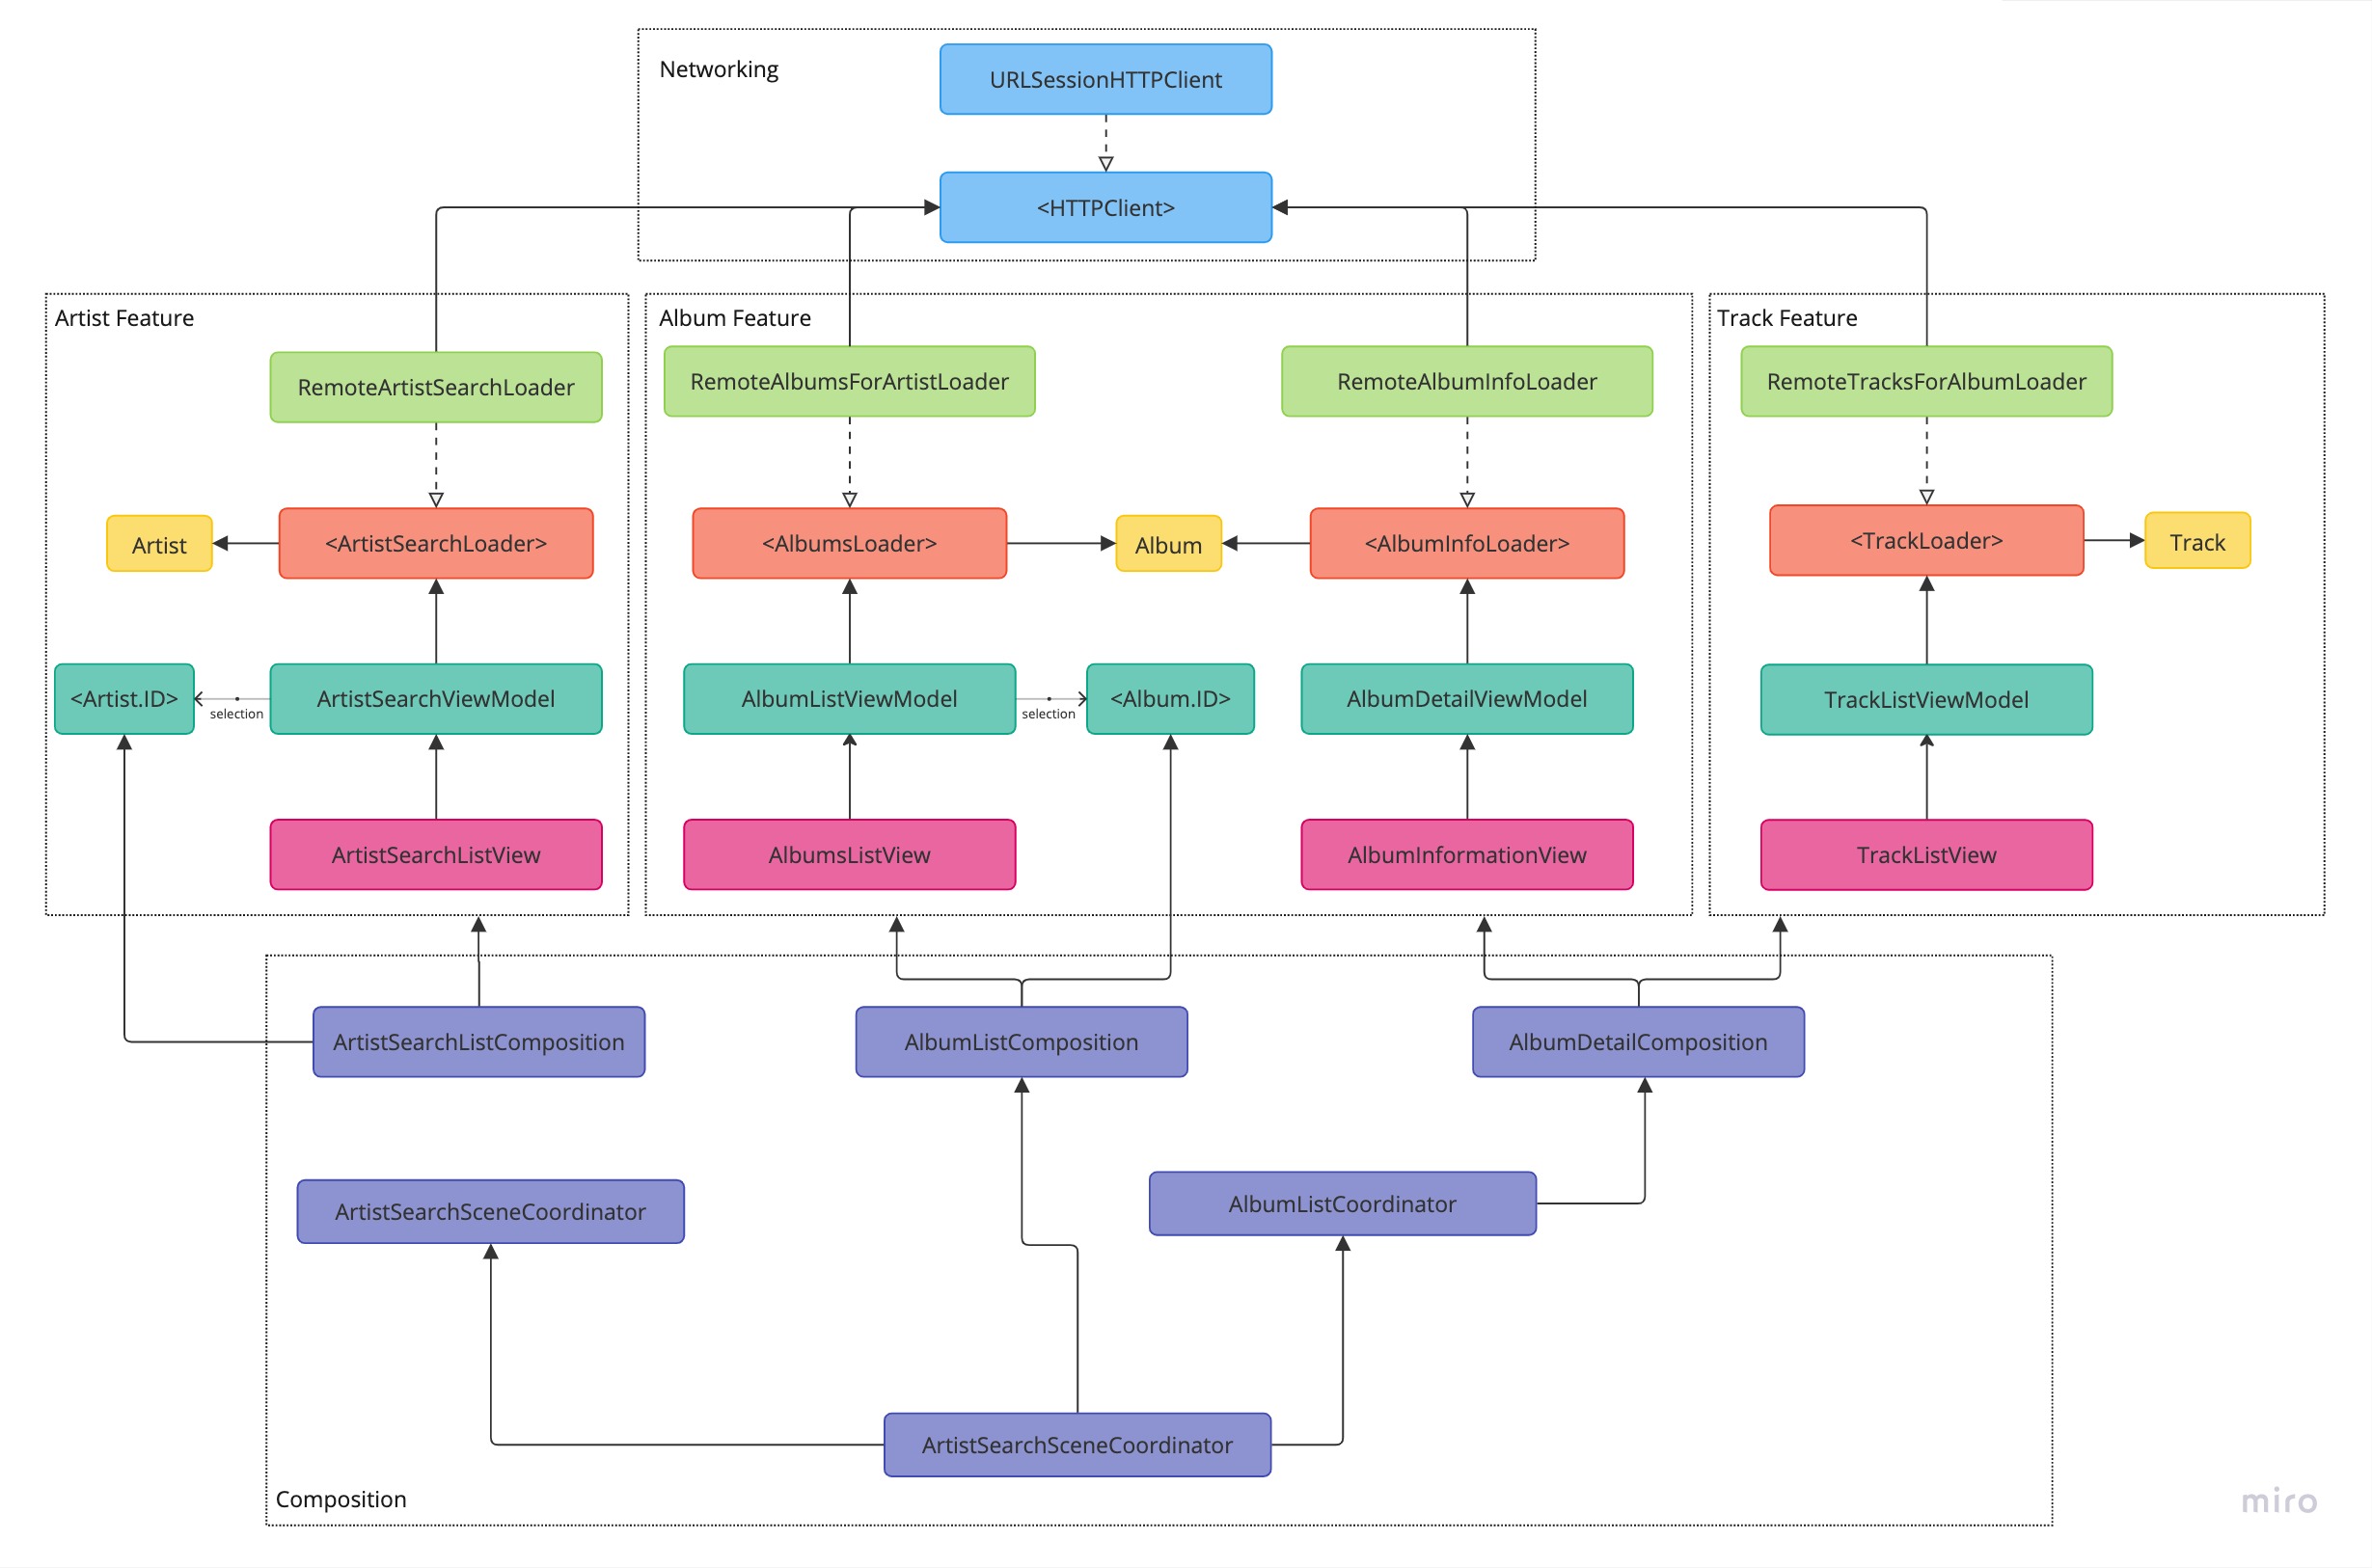 Networking
URLSessionHTTPClient
<HTTPClient>
Artist Feature
Album Feature
Track Feature
RemoteArtistSearchLoader
RemoteAlbumsForArtistLoader
RemoteAlbumInfoLoader
RemoteTracksForAlbumLoader
Artist
<ArtistSearchLoader>
<AlbumsLoader>
Album
<AlbumInfoLoader>
<TrackLoader>
Track
<Artist.ID>
selection
ArtistSearchViewModel
AlbumListViewModel
selection
<Album.ID>
AlbumDetailViewModel
TrackListViewModel
ArtistSearchListView
AlbumsListView
AlbumInformationView
TrackListView
ArtistSearchListComposition
AlbumListComposition
AlbumDetailComposition
ArtistSearchSceneCoordinator
AlbumListCoordinator
ArtistSearchSceneCoordinator
Composition
miro